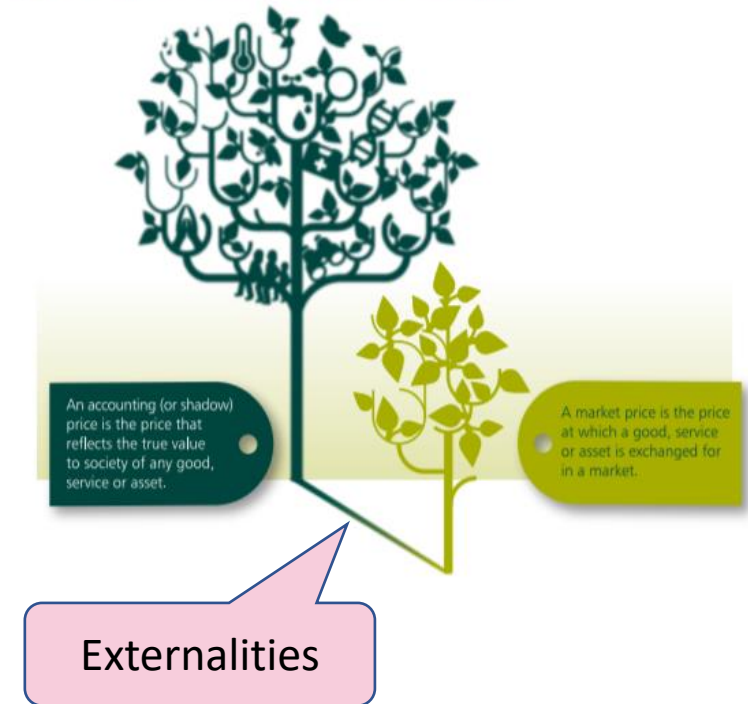 An accounting (or shadow)
price is the price that
reflects the true value
to society of any good,
service or asset.
A market price is the price
at which a good, service
or asset is exchanged for
in a market.
Externalities